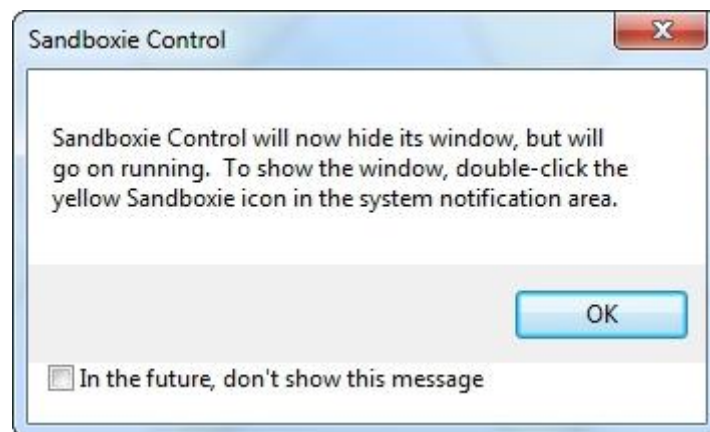 Sandboxie Control
Sandboxie Control will now hide its window, but will
go on running.  To show the window, double-click the
yellow Sandboxie icon in the system notification area.
OK
In the future, don't show this message